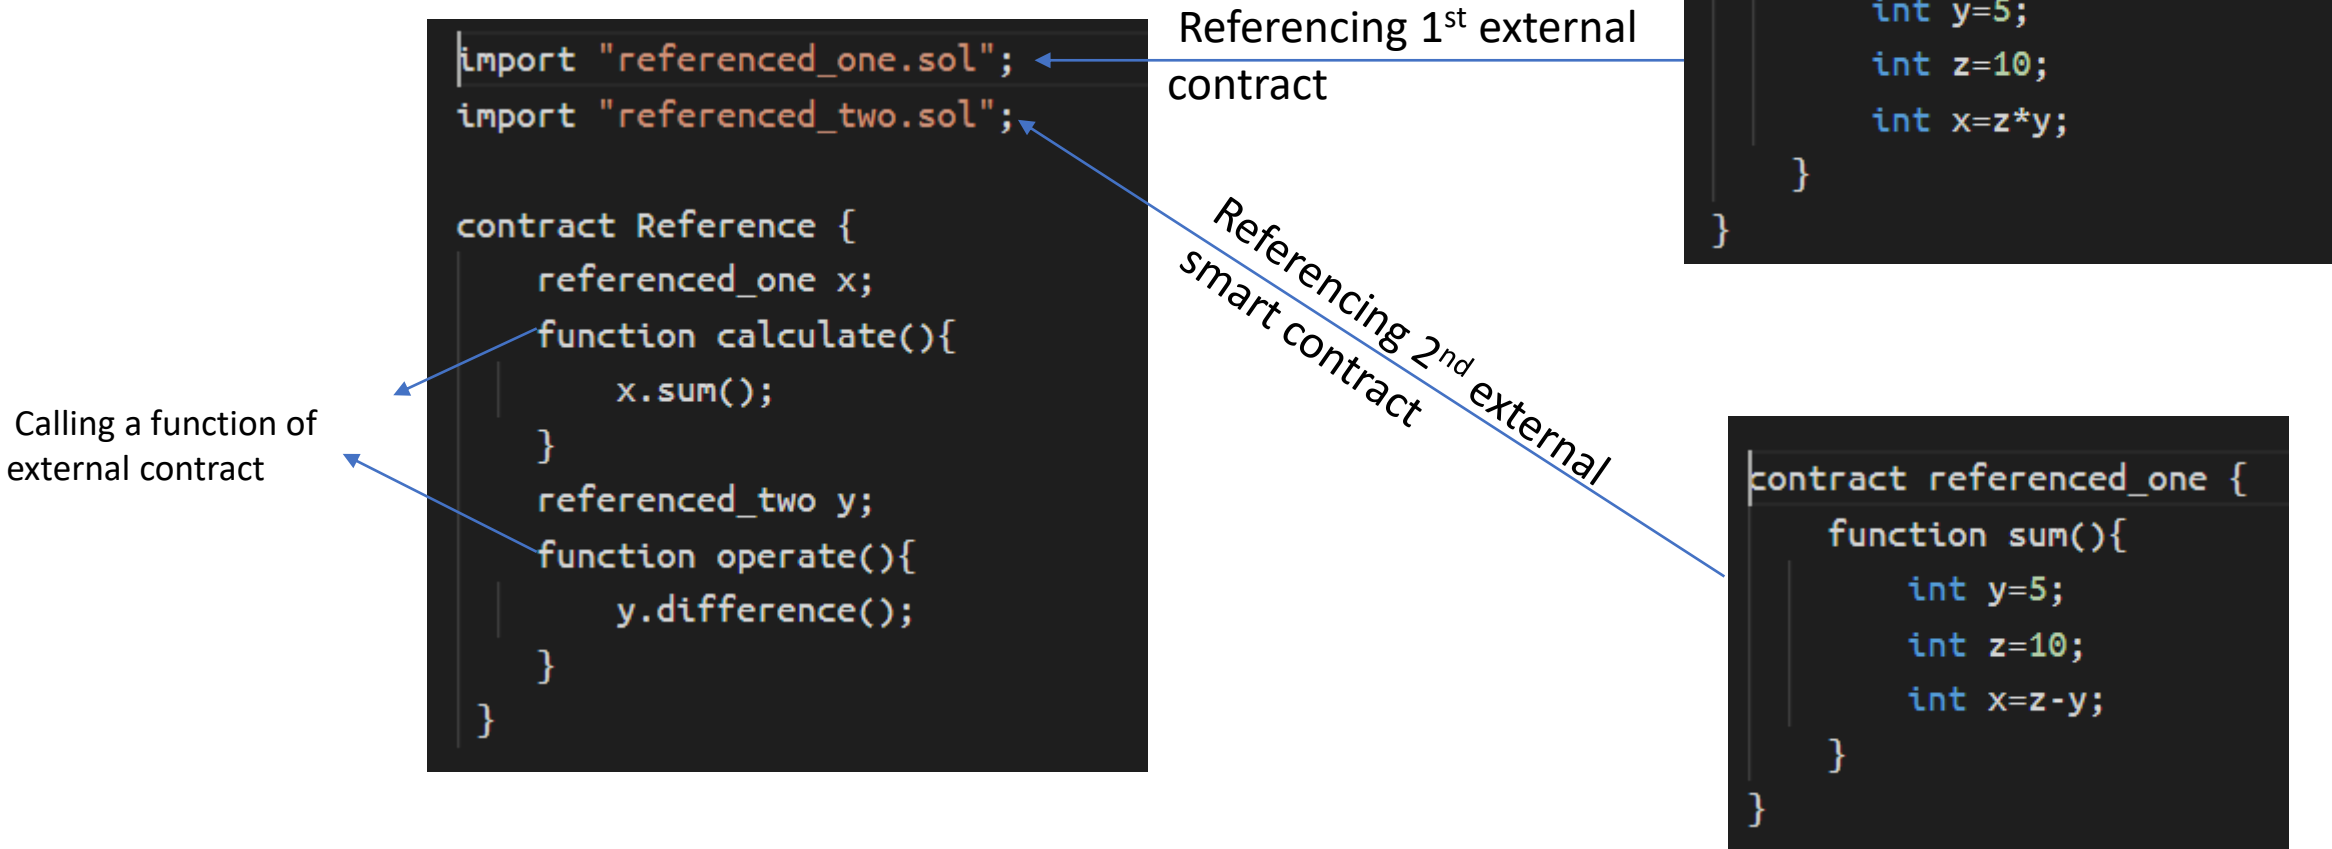 import "referenced_one.sol";
import "referenced_two.sol";
contract Reference {
referenced_one x;
function calculate(){
x.sum();
}
referenced_two y;
function operate(){
y.difference();
}
}
Calling a function of
external contract
Referencing 1st external
contract
Referencing 2nd external
smart contract
int y=5;
int z=10;
int x=z*y;
}
}
contract referenced_one {
function sum(){
int y=5;
int z=10;
int x=z-y;
}
}